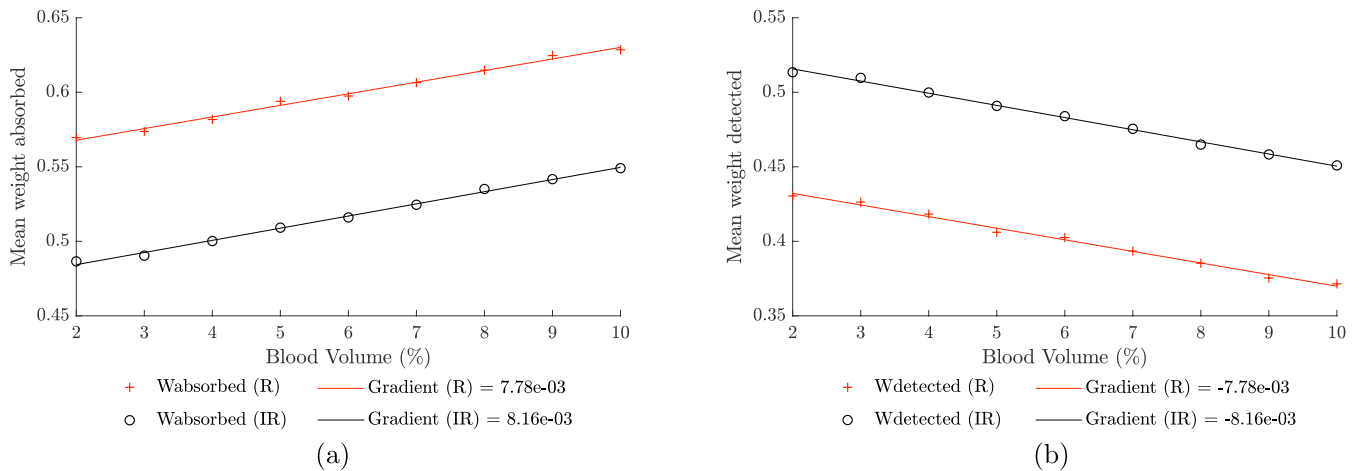 0.65
0.6
0.55
0.5
0.45
Mean weight absorbed
2 3 4 5 6 7 8 9 10
Blood Volume (%)
Wabsorbed (R) Gradient (R) = 7.78e-03
Wabsorbed (IR) Gradient (IR) = 8.16e-03
(a)
0.55
0.5
0.45
0.4
0.35
Mean weight detected
2 3 4 5 6 7 8 9 10
Blood Volume (%)
Wdetected (R) Gradient (R) = -7.78e-03
Wdetected (IR) Gradient (IR) = -8.16e-03
(b)